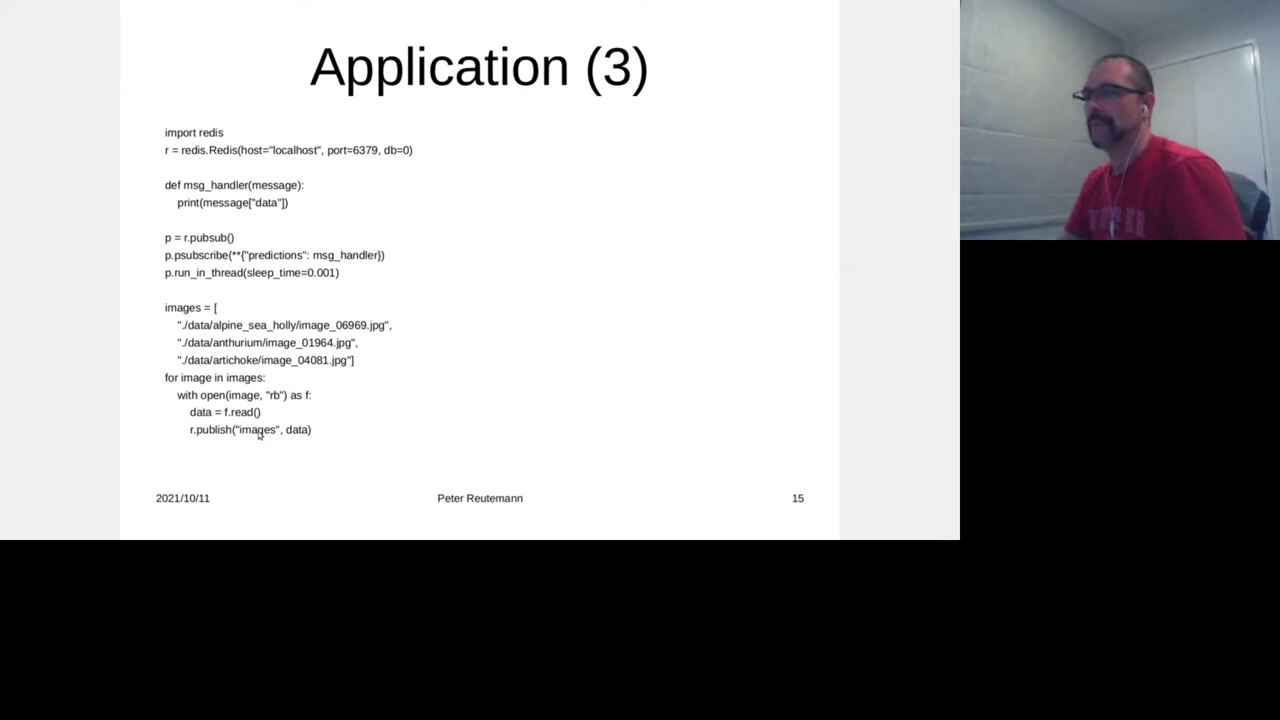 Application (3)
import redis
r = redis.Redis(host="localhost", port=6379, db=0)
def msg_handler(message):
print(message["data"])
p = r.pubsub()
p.psubscribe(**{"predictions": msg_handler})
p.run_in_thread(sleep_time=0.001)
images = [
"./data/alpine_sea_holly/image_06969.jpg",
"./data/anthurium/image_01964.jpg",
"./data/artichoke/image_04081.jpg"]
for image in images:
with open(image, "rb") as f:
data = f.read()
r.publish("images", data)
2021/10/11
Peter Reutemann
15